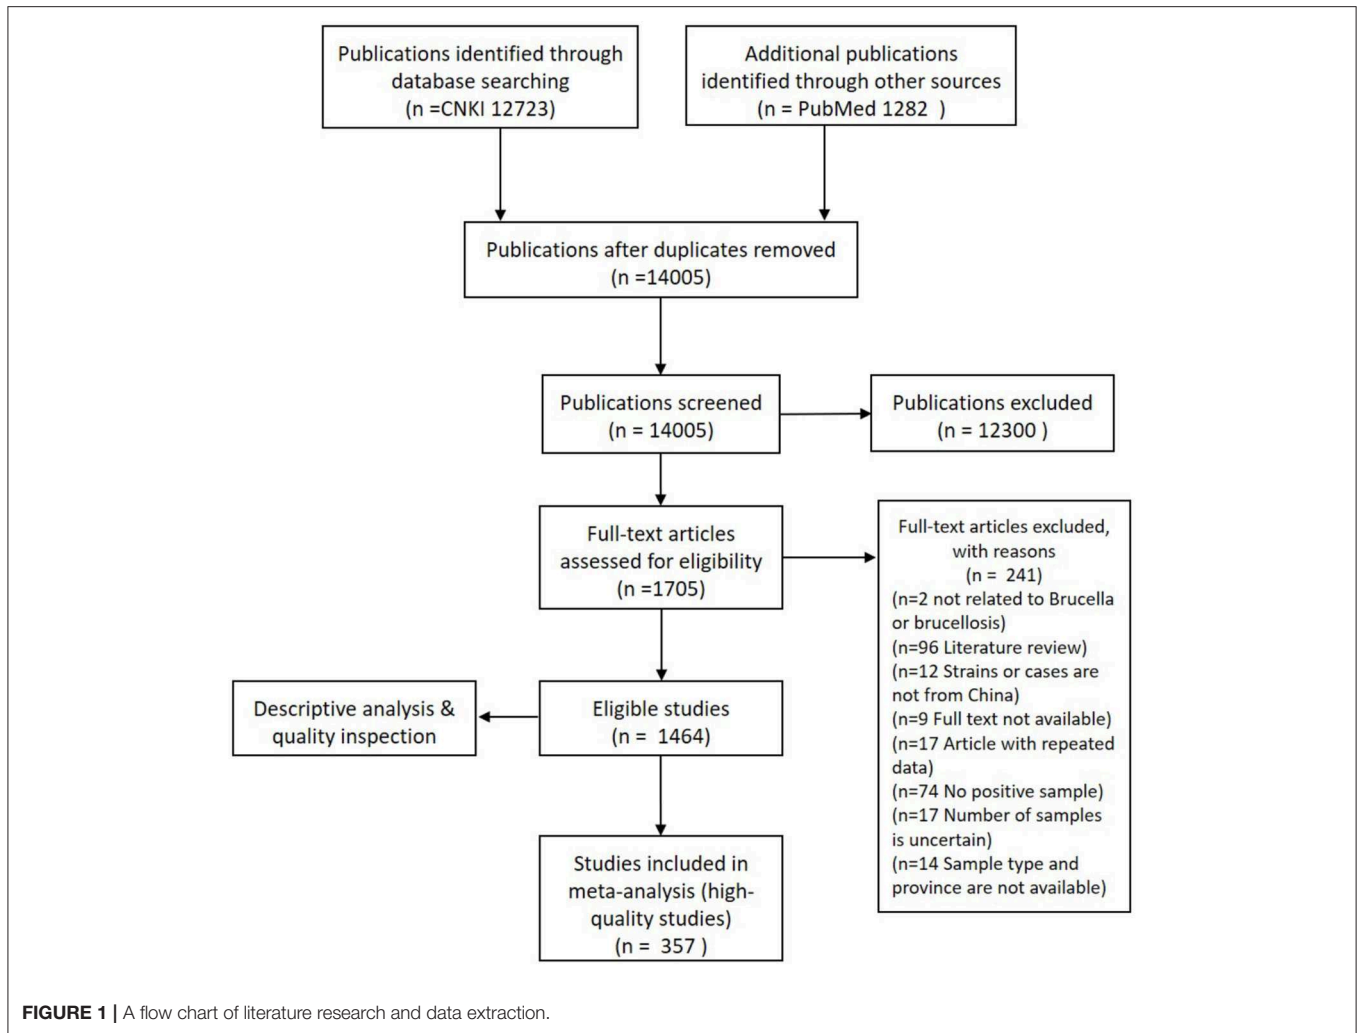 Publications identified through
database searching
(n =CNKI 12723)
Additional publications
identified through other sources
(n = PubMed 1282 )
Publications after duplicates removed
(n =14005)
Publications screened
(n = 14005)
Publications excluded
(n = 12300 )
Full-text articles
assessed for eligibility
(n =1705)
Full-text articles excluded,
with reasons
(n = 241)
(n=2 not related to Brucella
or brucellosis)
(n=96 Literature review)
(n=12 Strains or cases are
not from China)
(n=9 Full text not available)
(n=17 Article with repeated
data)
(n=74 No positive sample)
(n=17 Number of samples
is uncertain)
(n=14 Sample type and
province are not available)
Descriptive analysis &
quality inspection
Eligible studies
(n = 1464)
Studies included in
meta-analysis (high-
quality studies)
(n = 357 )
FIGURE 1 | A flow chart of literature research and data extraction.